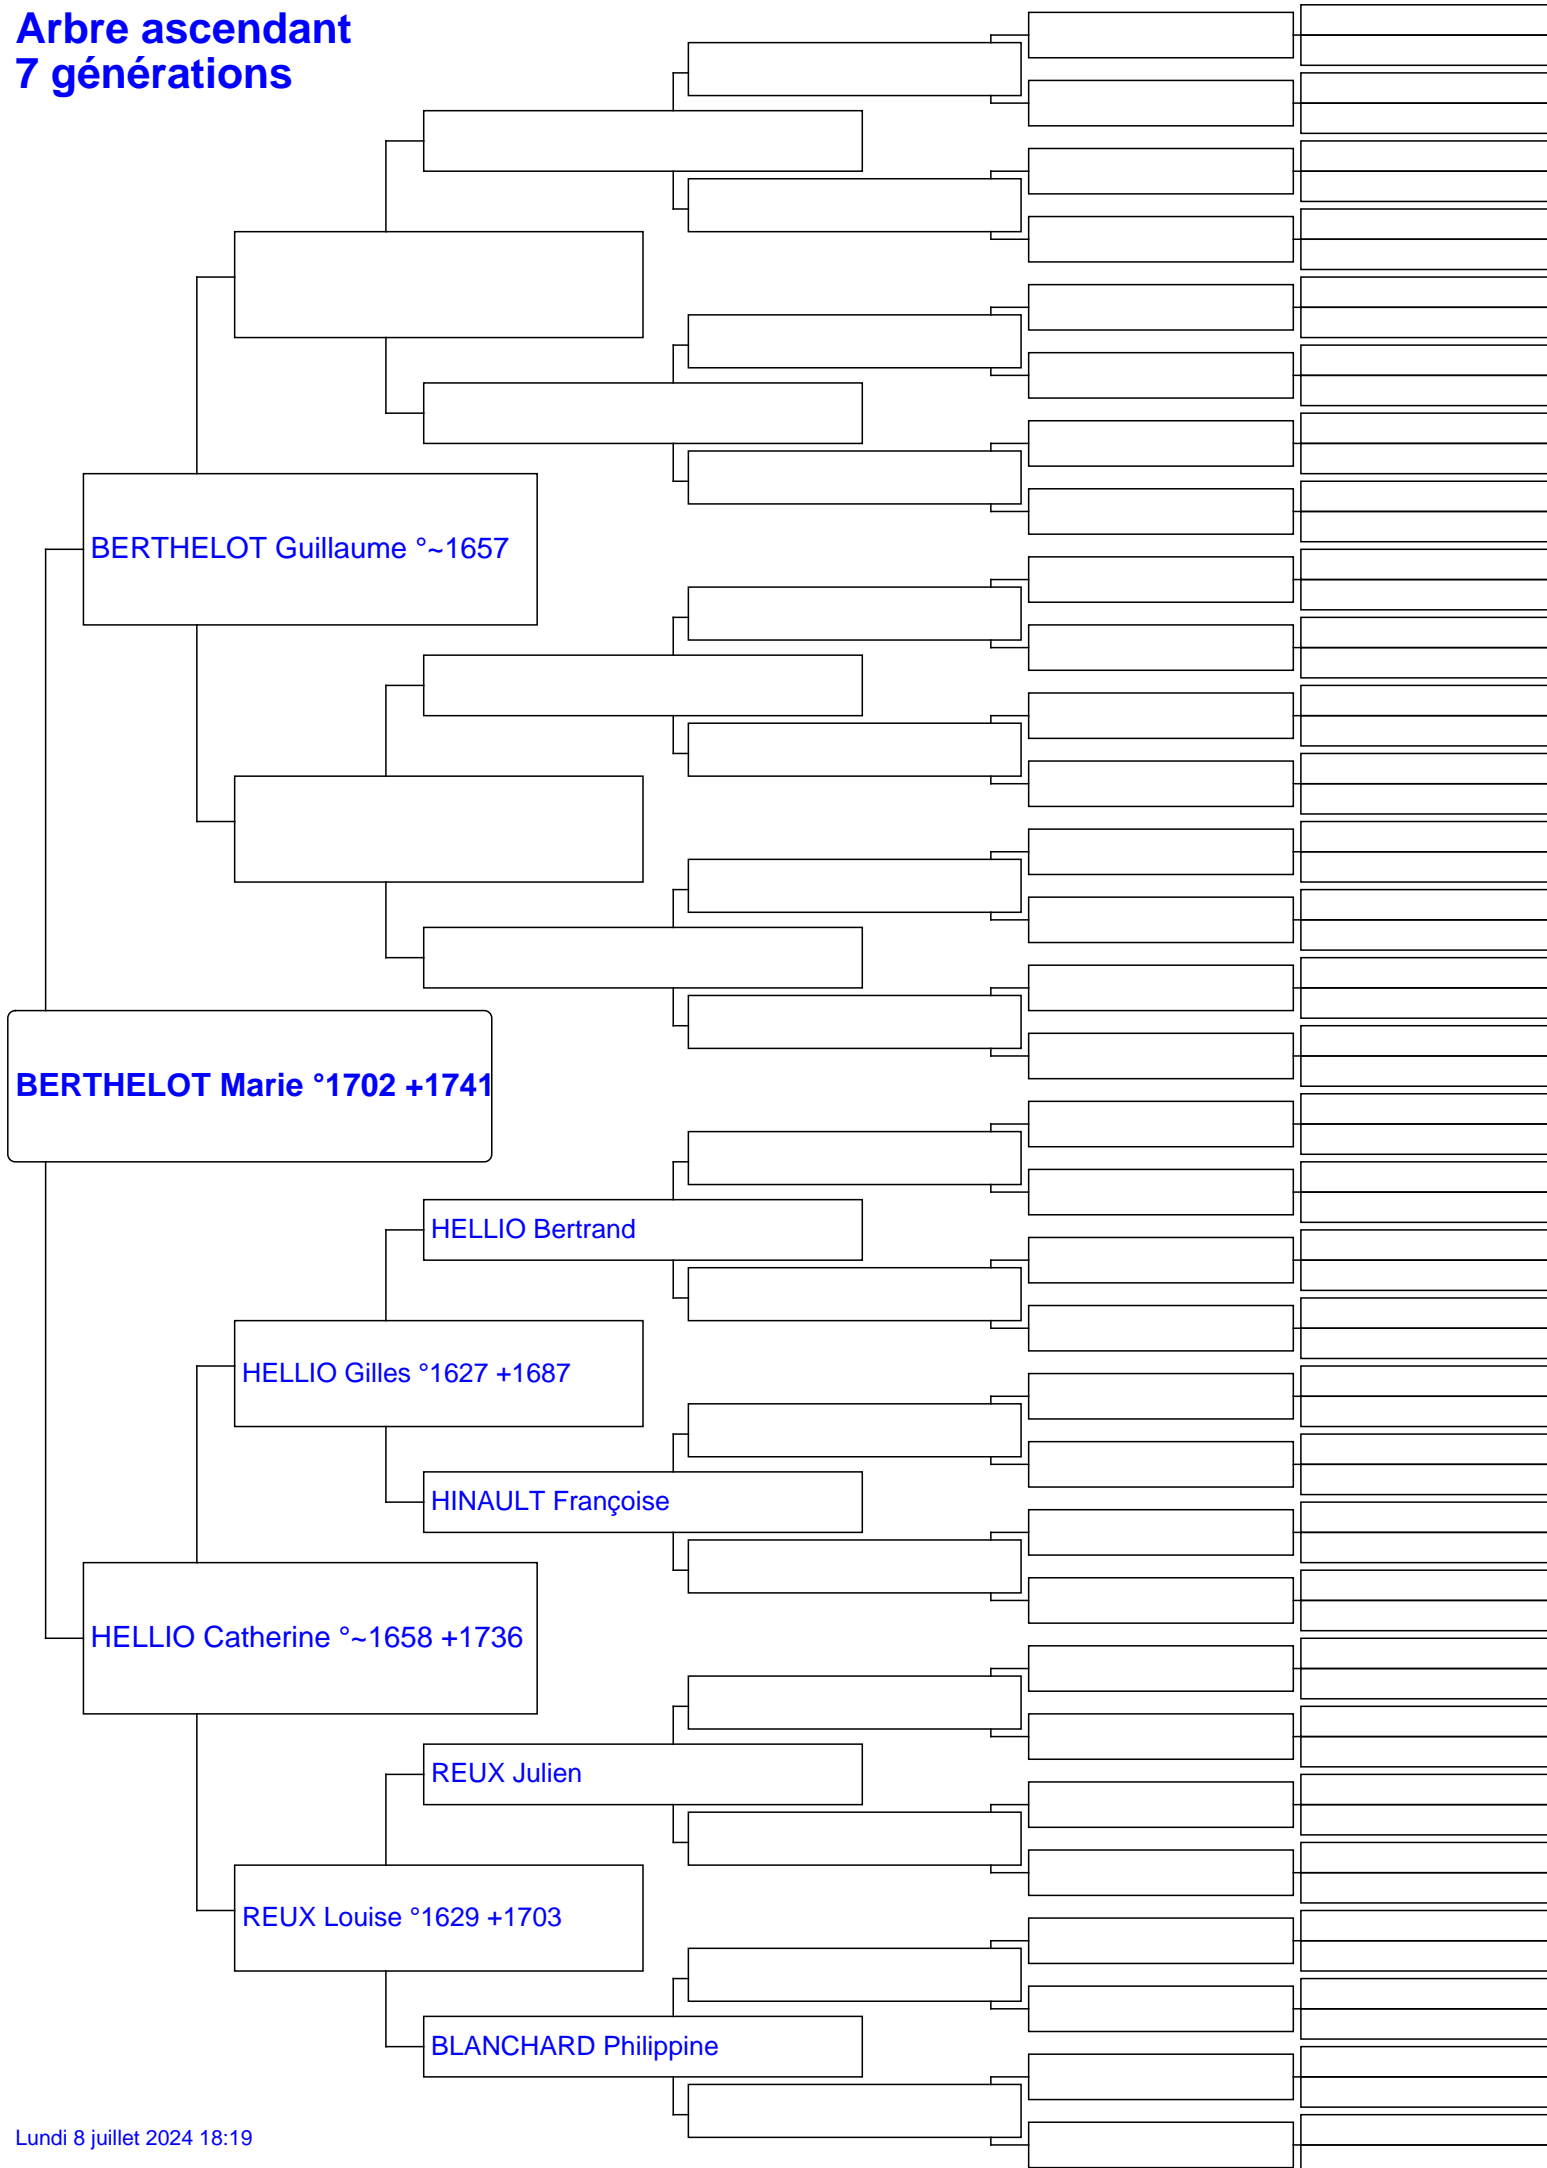 Arbre ascendant
7 générations
BERTHELOT Guillaume °~1657
BERTHELOT Marie °1702 +1741
HELLIO Bertrand
HELLIO Gilles °1627 +1687
HINAULT Françoise
HELLIO Catherine °~1658 +1736
REUX Julien
REUX Louise °1629 +1703
BLANCHARD Philippine
Lundi 8 juillet 2024 18:19